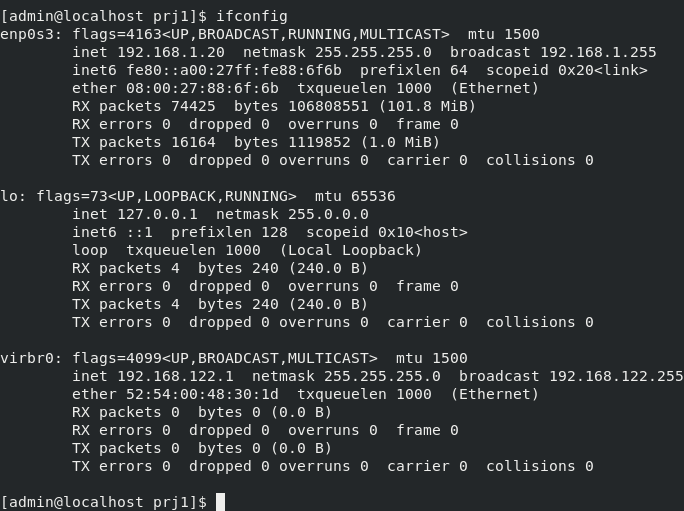 [admin@localhost prj1]$ ifconfig
enp0s3: flags=4163<UP,BROADCAST,RUNNING,MULTICAST>  mtu 1500
        inet 192.168.1.20  netmask 255.255.255.0  broadcast 192.168.1.255
        inet6 fe80::a00:27ff:fe88:6f6b  prefixlen 64  scopeid 0x20<link>
        ether 08:00:27:88:6f:6b  txqueuelen 1000  (Ethernet)
        RX packets 74425  bytes 106808551 (101.8 MiB)
        RX errors 0  dropped 0  overruns 0  frame 0
        TX packets 16164  bytes 1119852 (1.0 MiB)
        TX errors 0  dropped 0 overruns 0  carrier 0  collisions 0

lo: flags=73<UP,LOOPBACK,RUNNING>  mtu 65536
        inet 127.0.0.1  netmask 255.0.0.0
        inet6 ::1  prefixlen 128  scopeid 0x10<host>
        loop  txqueuelen 1000  (Local Loopback)
        RX packets 4  bytes 240 (240.0 B)
        RX errors 0  dropped 0  overruns 0  frame 0
        TX packets 4  bytes 240 (240.0 B)
        TX errors 0  dropped 0 overruns 0  carrier 0  collisions 0

virbr0: flags=4099<UP,BROADCAST,MULTICAST>  mtu 1500
        inet 192.168.122.1  netmask 255.255.255.0  broadcast 192.168.122.255
        ether 52:54:00:48:30:1d  txqueuelen 1000  (Ethernet)
        RX packets 0  bytes 0 (0.0 B)
        RX errors 0  dropped 0  overruns 0  frame 0
        TX packets 0  bytes 0 (0.0 B)
        TX errors 0  dropped 0 overruns 0  carrier 0  collisions 0

[admin@localhost prj1]$